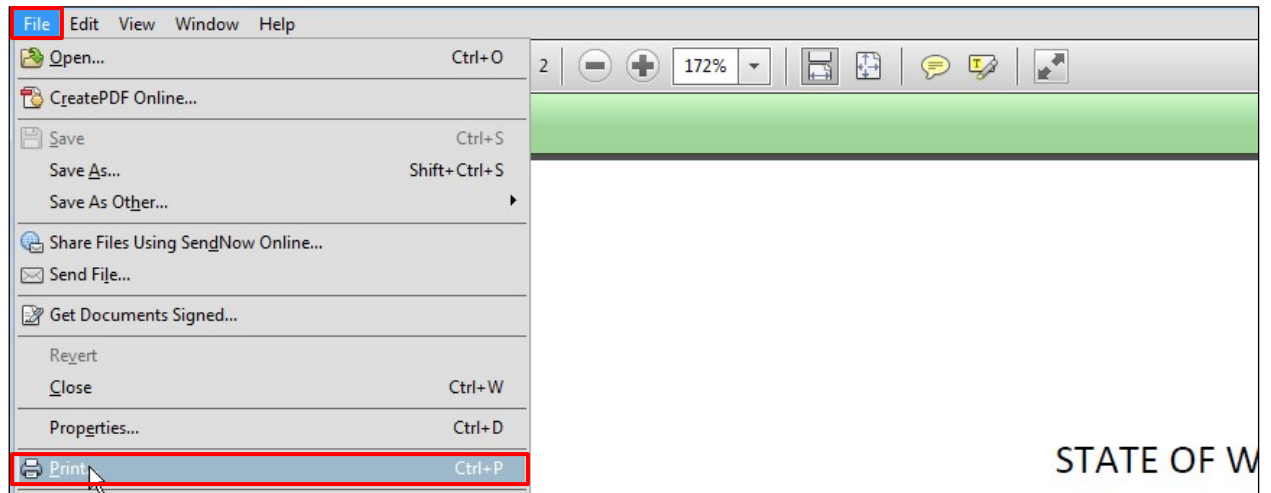 File Edit View Window Help
Open... Ctrl+O
2 172%
CreatePDF Online...
Save Ctrl+S
Save As... Shift+Ctrl+S
Save As Other...
Share Files Using SendNow Online...
Send File...
Get Documents Signed...
Revert
Close Ctrl+W
Properties... Ctrl+D
Print Ctrl+P
STATE OF W